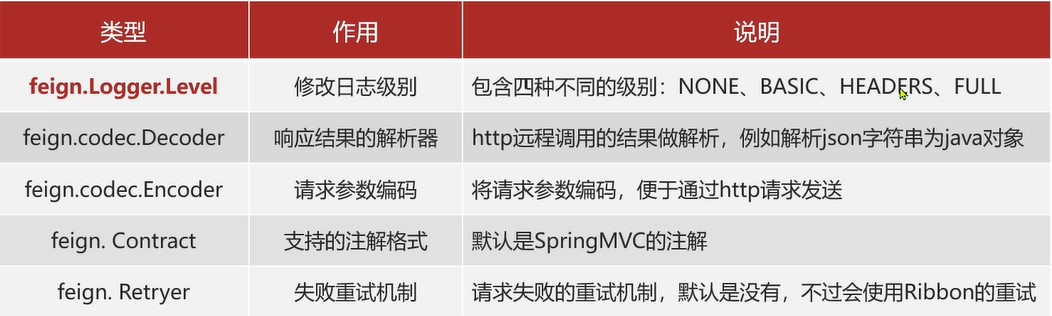 类型 作用 说明
feign.Logger.Level 修改日志级别 包含四种不同的级别：NONE、BASIC、HEADERS、FULL
feign.codec.Decoder 响应结果的解析器 http远程调用的结果做解析，例如解析json字符串为java对象
feign.codec.Encoder 请求参数编码 将请求参数编码，便于通过http请求发送
feign. Contract 支持的注解格式 默认是SpringMVC的注解
feign. Retryer 失败重试机制 请求失败的重试机制，默认是没有，不过会使用Ribbon的重试